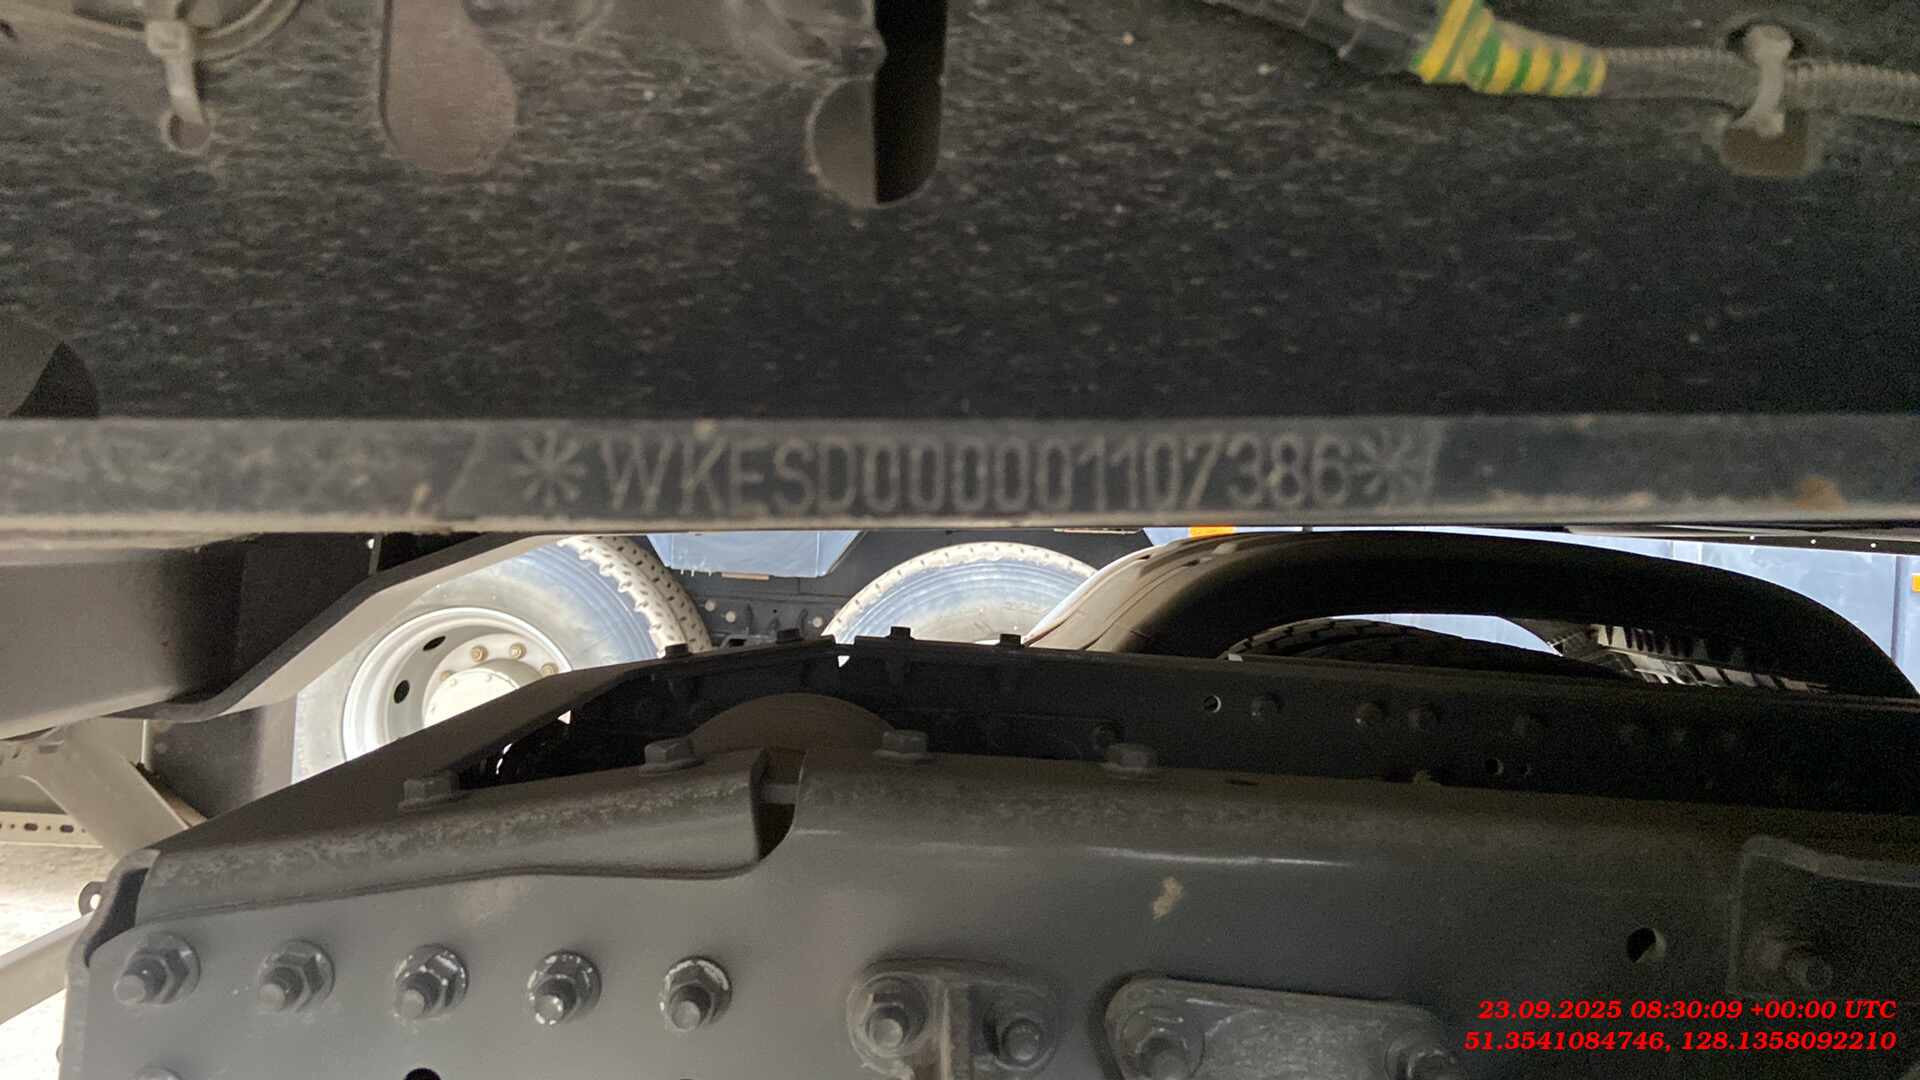 *WKESD000001107386*
23.09.2025 08:30:09 +00:00 UTC
51.3541084746, 128.1358092210